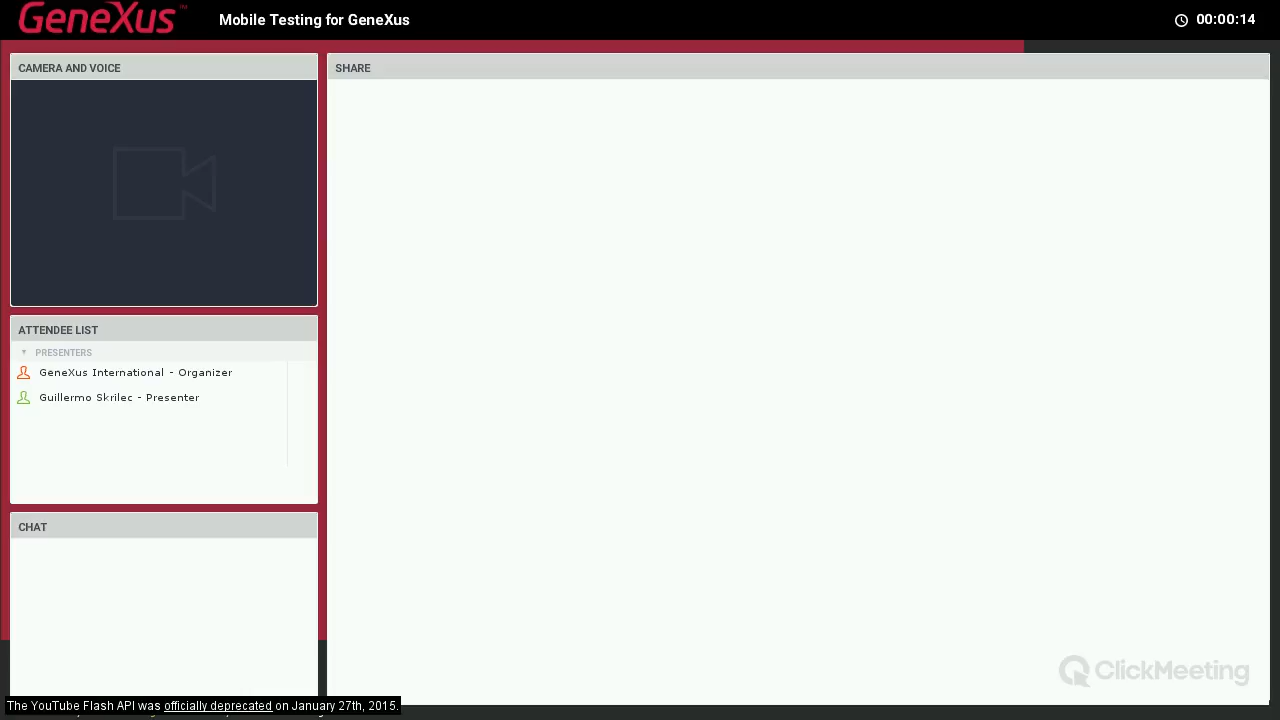 GeneXus™
Mobile Testing for GeneXus
00:00:14
CAMERA AND VOICE
SHARE
ATTENDEE LIST
PRESENTERS
GeneXus International - Organizer
Guillermo Skrilec - Presenter
CHAT
ClickMeeting
The YouTube Flash API was officially deprecated on January 27th, 2015.